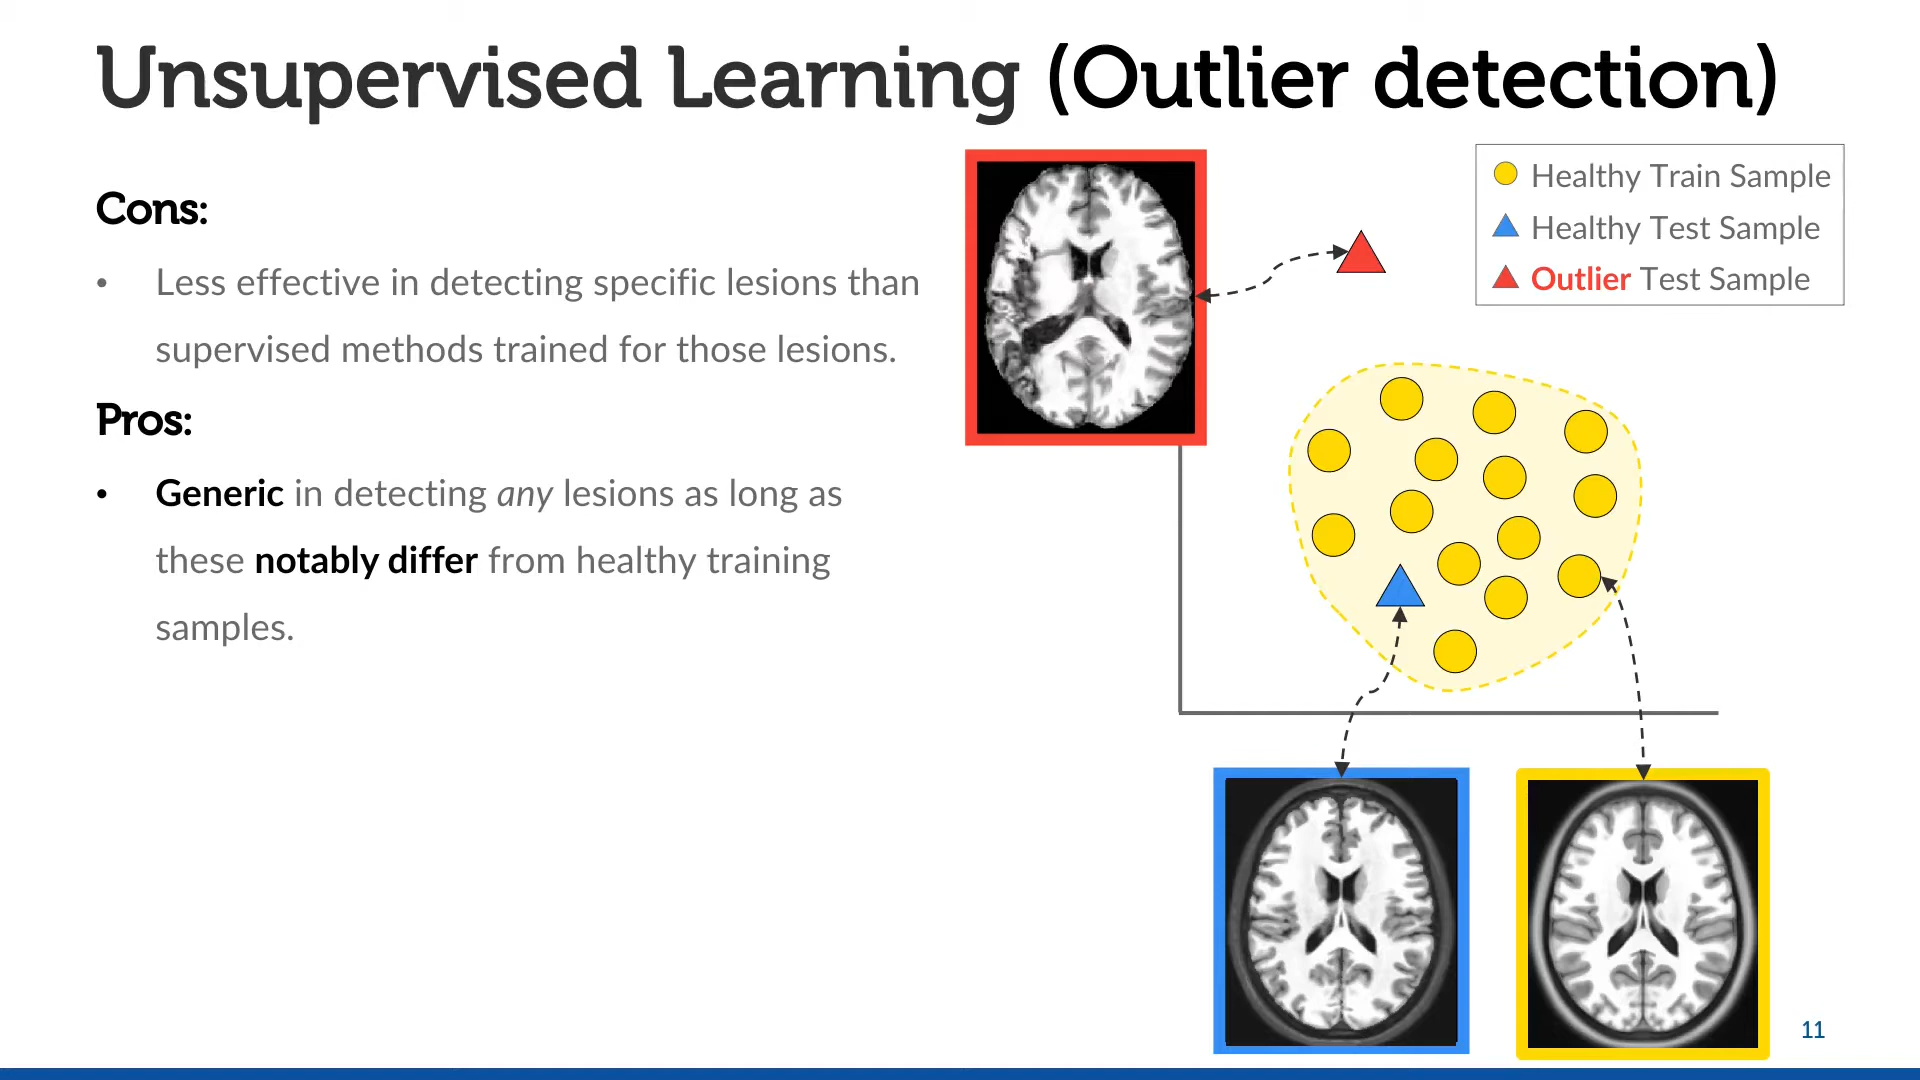 Unsupervised Learning (Outlier detection)
Cons:
• Less effective in detecting specific lesions than
supervised methods trained for those lesions.
Pros:
• Generic in detecting any lesions as long as
these notably differ from healthy training
samples.
Healthy Train Sample
Healthy Test Sample
Outlier Test Sample
11